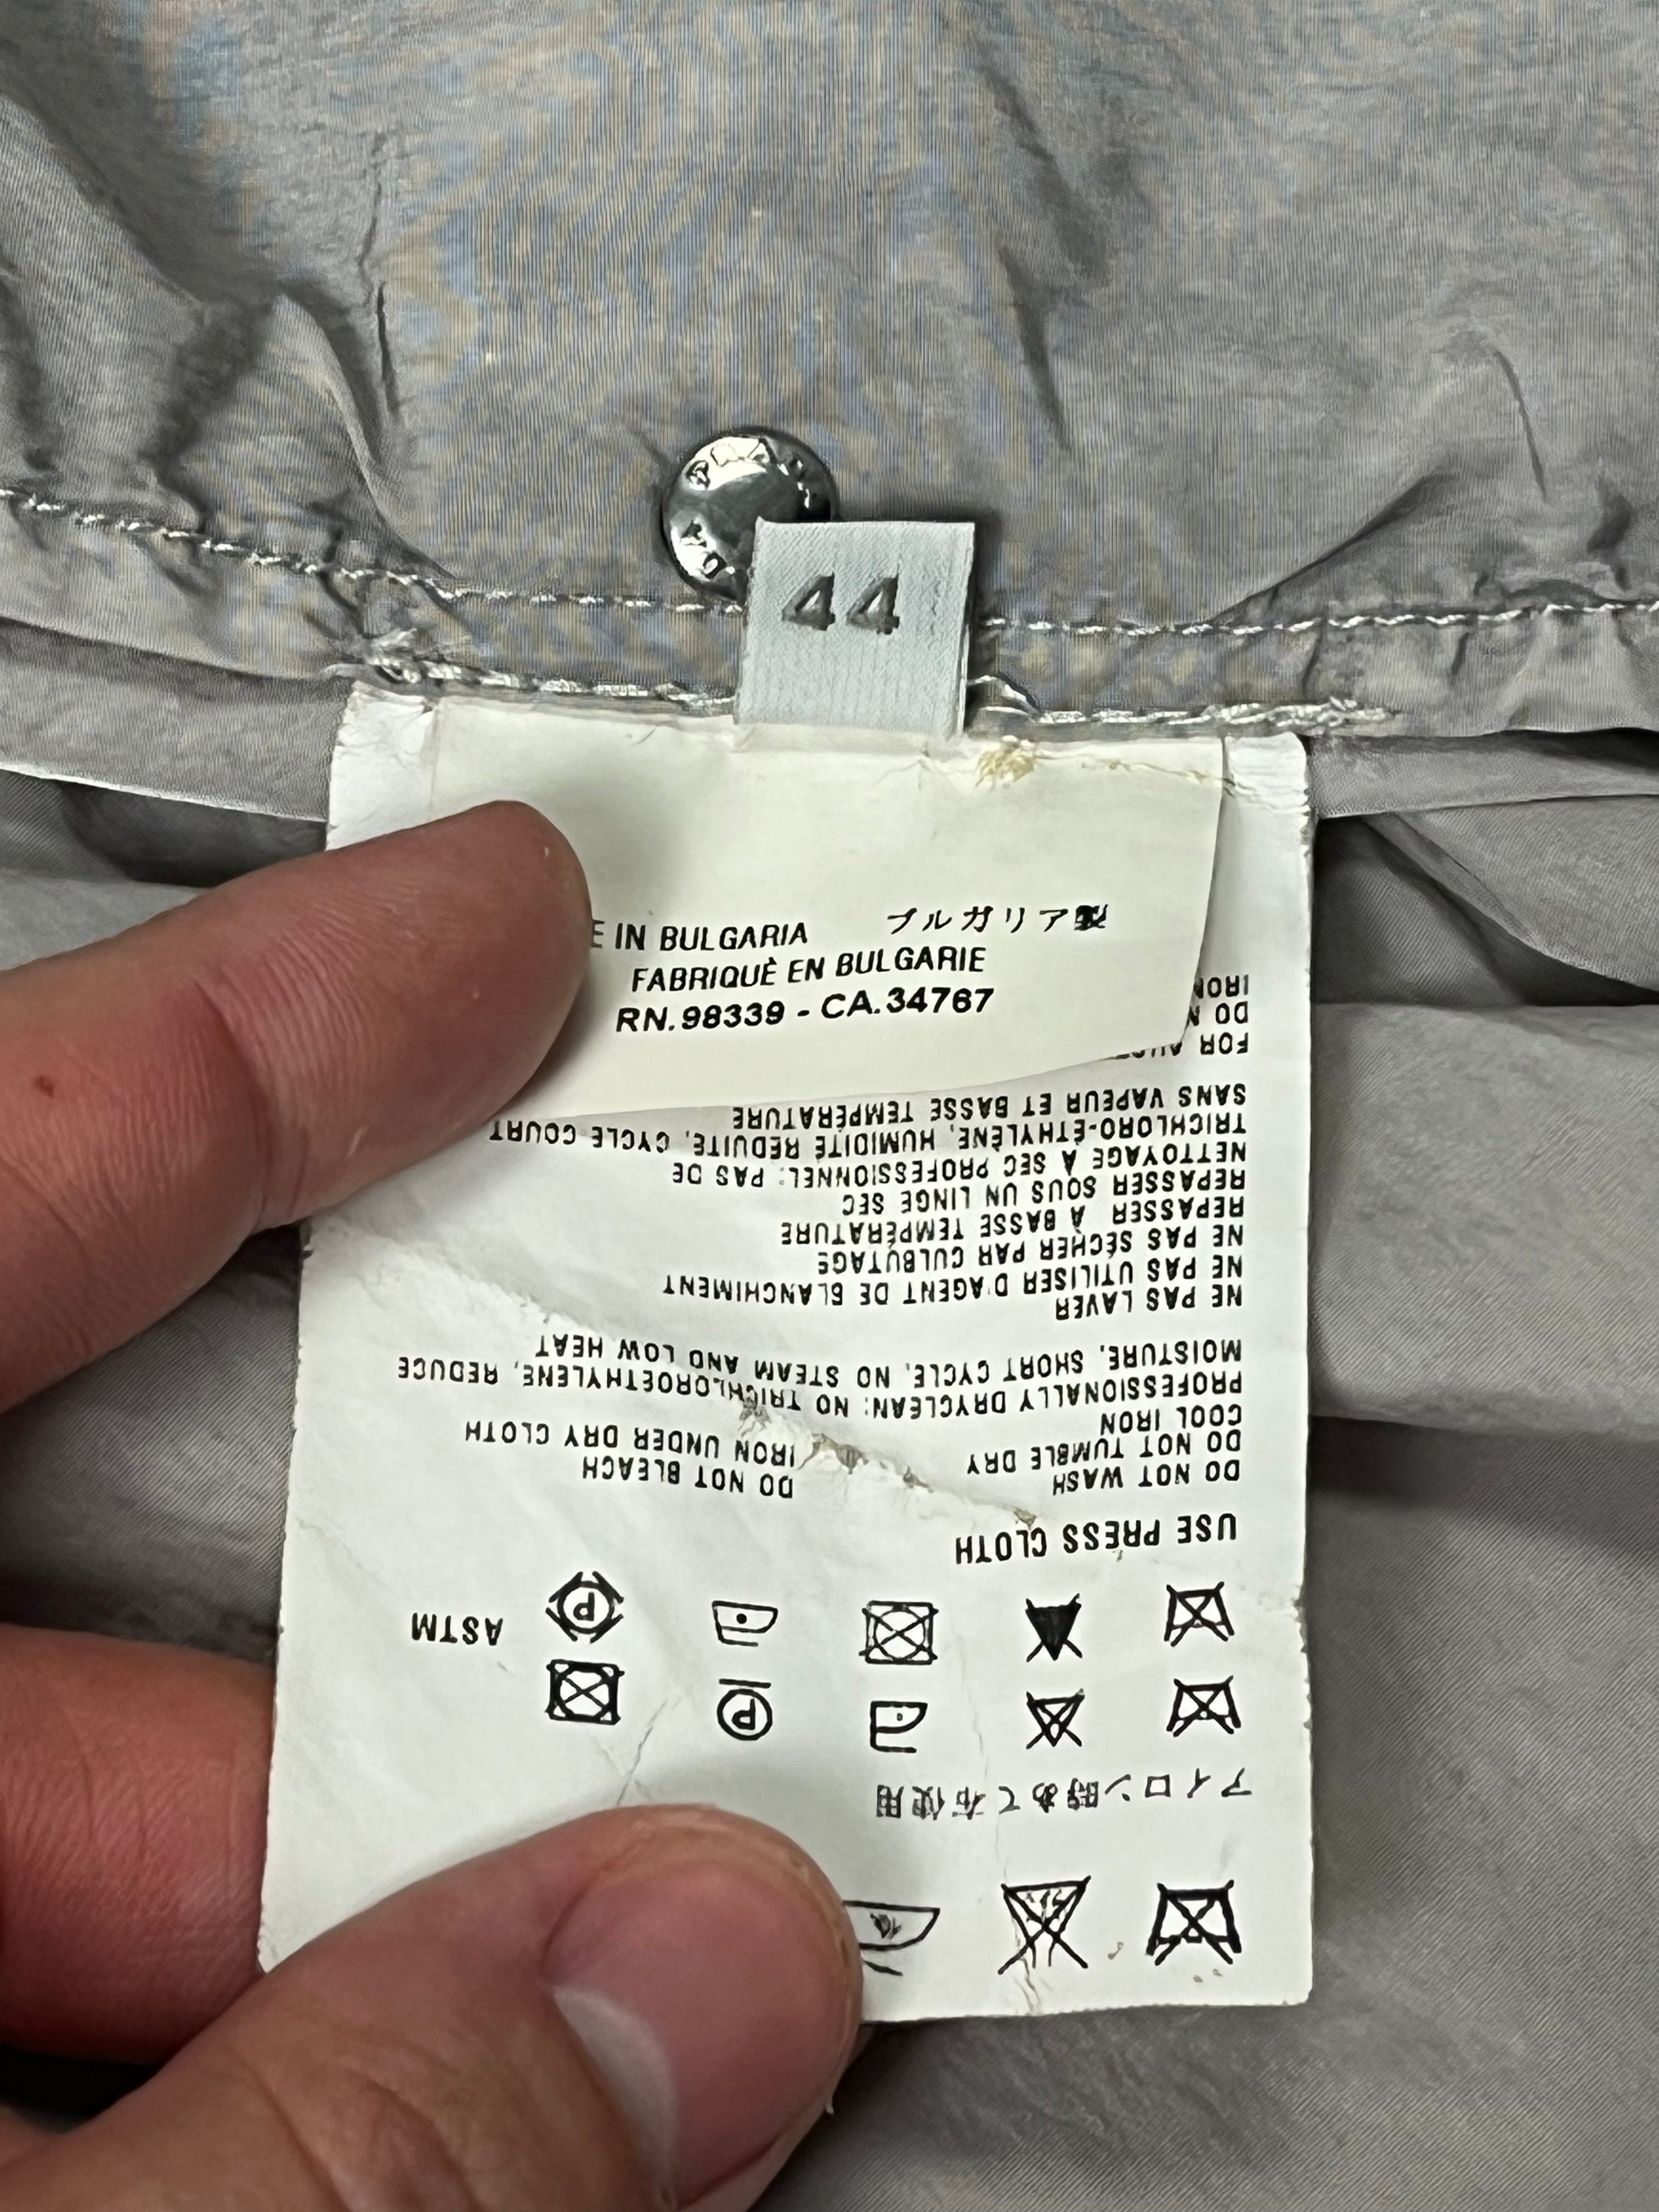 44
E IN BULGARIA ブルガリア製
FABRIQUÈ EN BULGARIE
RN.98339 - CA.34767
アイロン時あて布使用
ASTM
USE PRESS CLOTH
DO NOT WASH DO NOT BLEACH
DO NOT TUMBLE DRY IRON UNDER DRY CLOTH
COOL IRON
PROFESSIONALLY DRYCLEAN: NO TRICHLOROETHYLENE, REDUCE
MOISTURE, SHORT CYCLE, NO STEAM AND LOW HEAT
NE PAS LAVER
NE PAS UTILISER D'AGENT DE BLANCHIMENT
NE PAS SÉCHER PAR CULBUTAGE
REPASSER À BASSE TEMPÉRATURE
REPASSER SOUS UN LINGE SEC
NETTOYAGE À SEC PROFESSIONNEL: PAS DE
TRICHLORO-ÉTHYLÈNE, HUMIDITÉ RÉDUITE, CYCLE COURT
SANS VAPEUR ET BASSE TEMPÉRATURE
FOR
DO
IRON